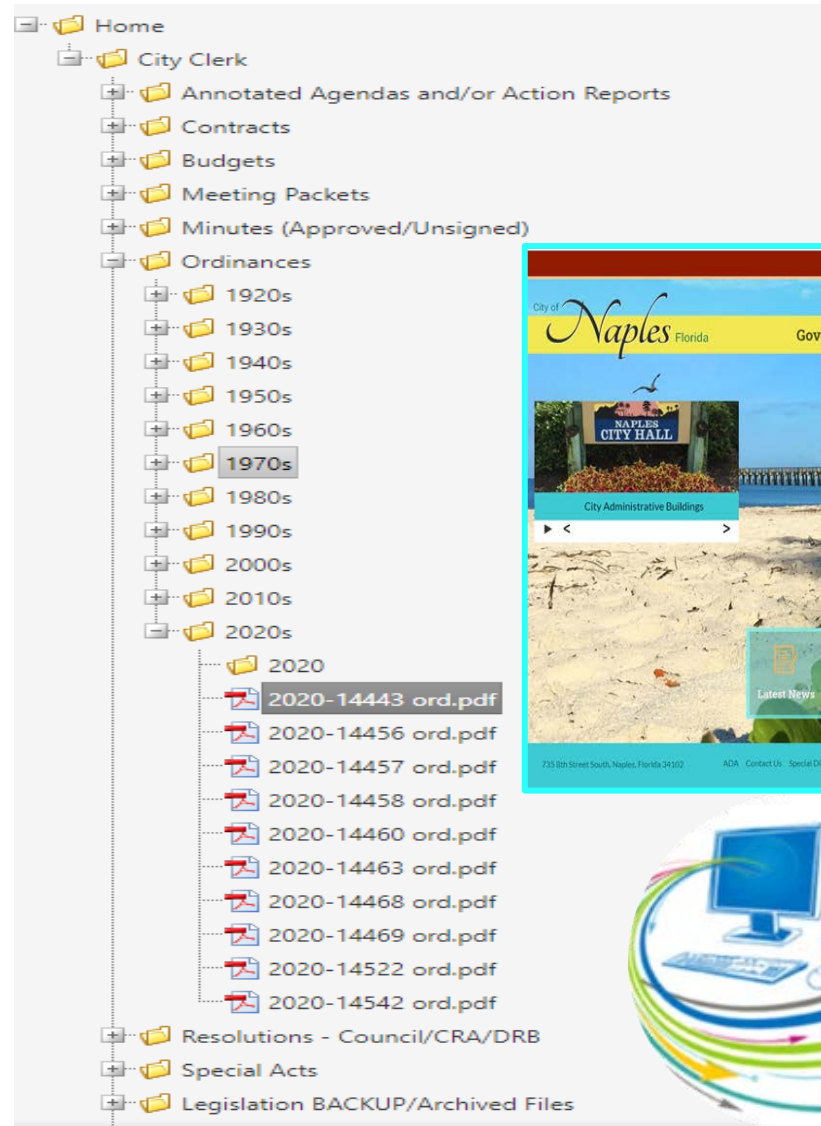 Home
City Clerk
Annotated Agendas and/or Action Reports
Contracts
Budgets
Meeting Packets
Minutes (Approved/Unsigned)
Ordinances
1920s
1930s
1940s
1950s
1960s
1970s
1980s
1990s
2000s
2010s
2020s
2020
2020-14443 ord.pdf
2020-14456 ord.pdf
2020-14457 ord.pdf
2020-14458 ord.pdf
2020-14460 ord.pdf
2020-14463 ord.pdf
2020-14468 ord.pdf
2020-14469 ord.pdf
2020-14522 ord.pdf
2020-14542 ord.pdf
Resolutions - Council/CRA/DRB
Special Acts
Legislation BACKUP/Archived Files
City of
Naples Florida
Gov
NAPLES
CITY HALL
City Administrative Buildings
Latest News
735 8th Street South, Naples, Florida 34102 ADA Contact Us Special Di